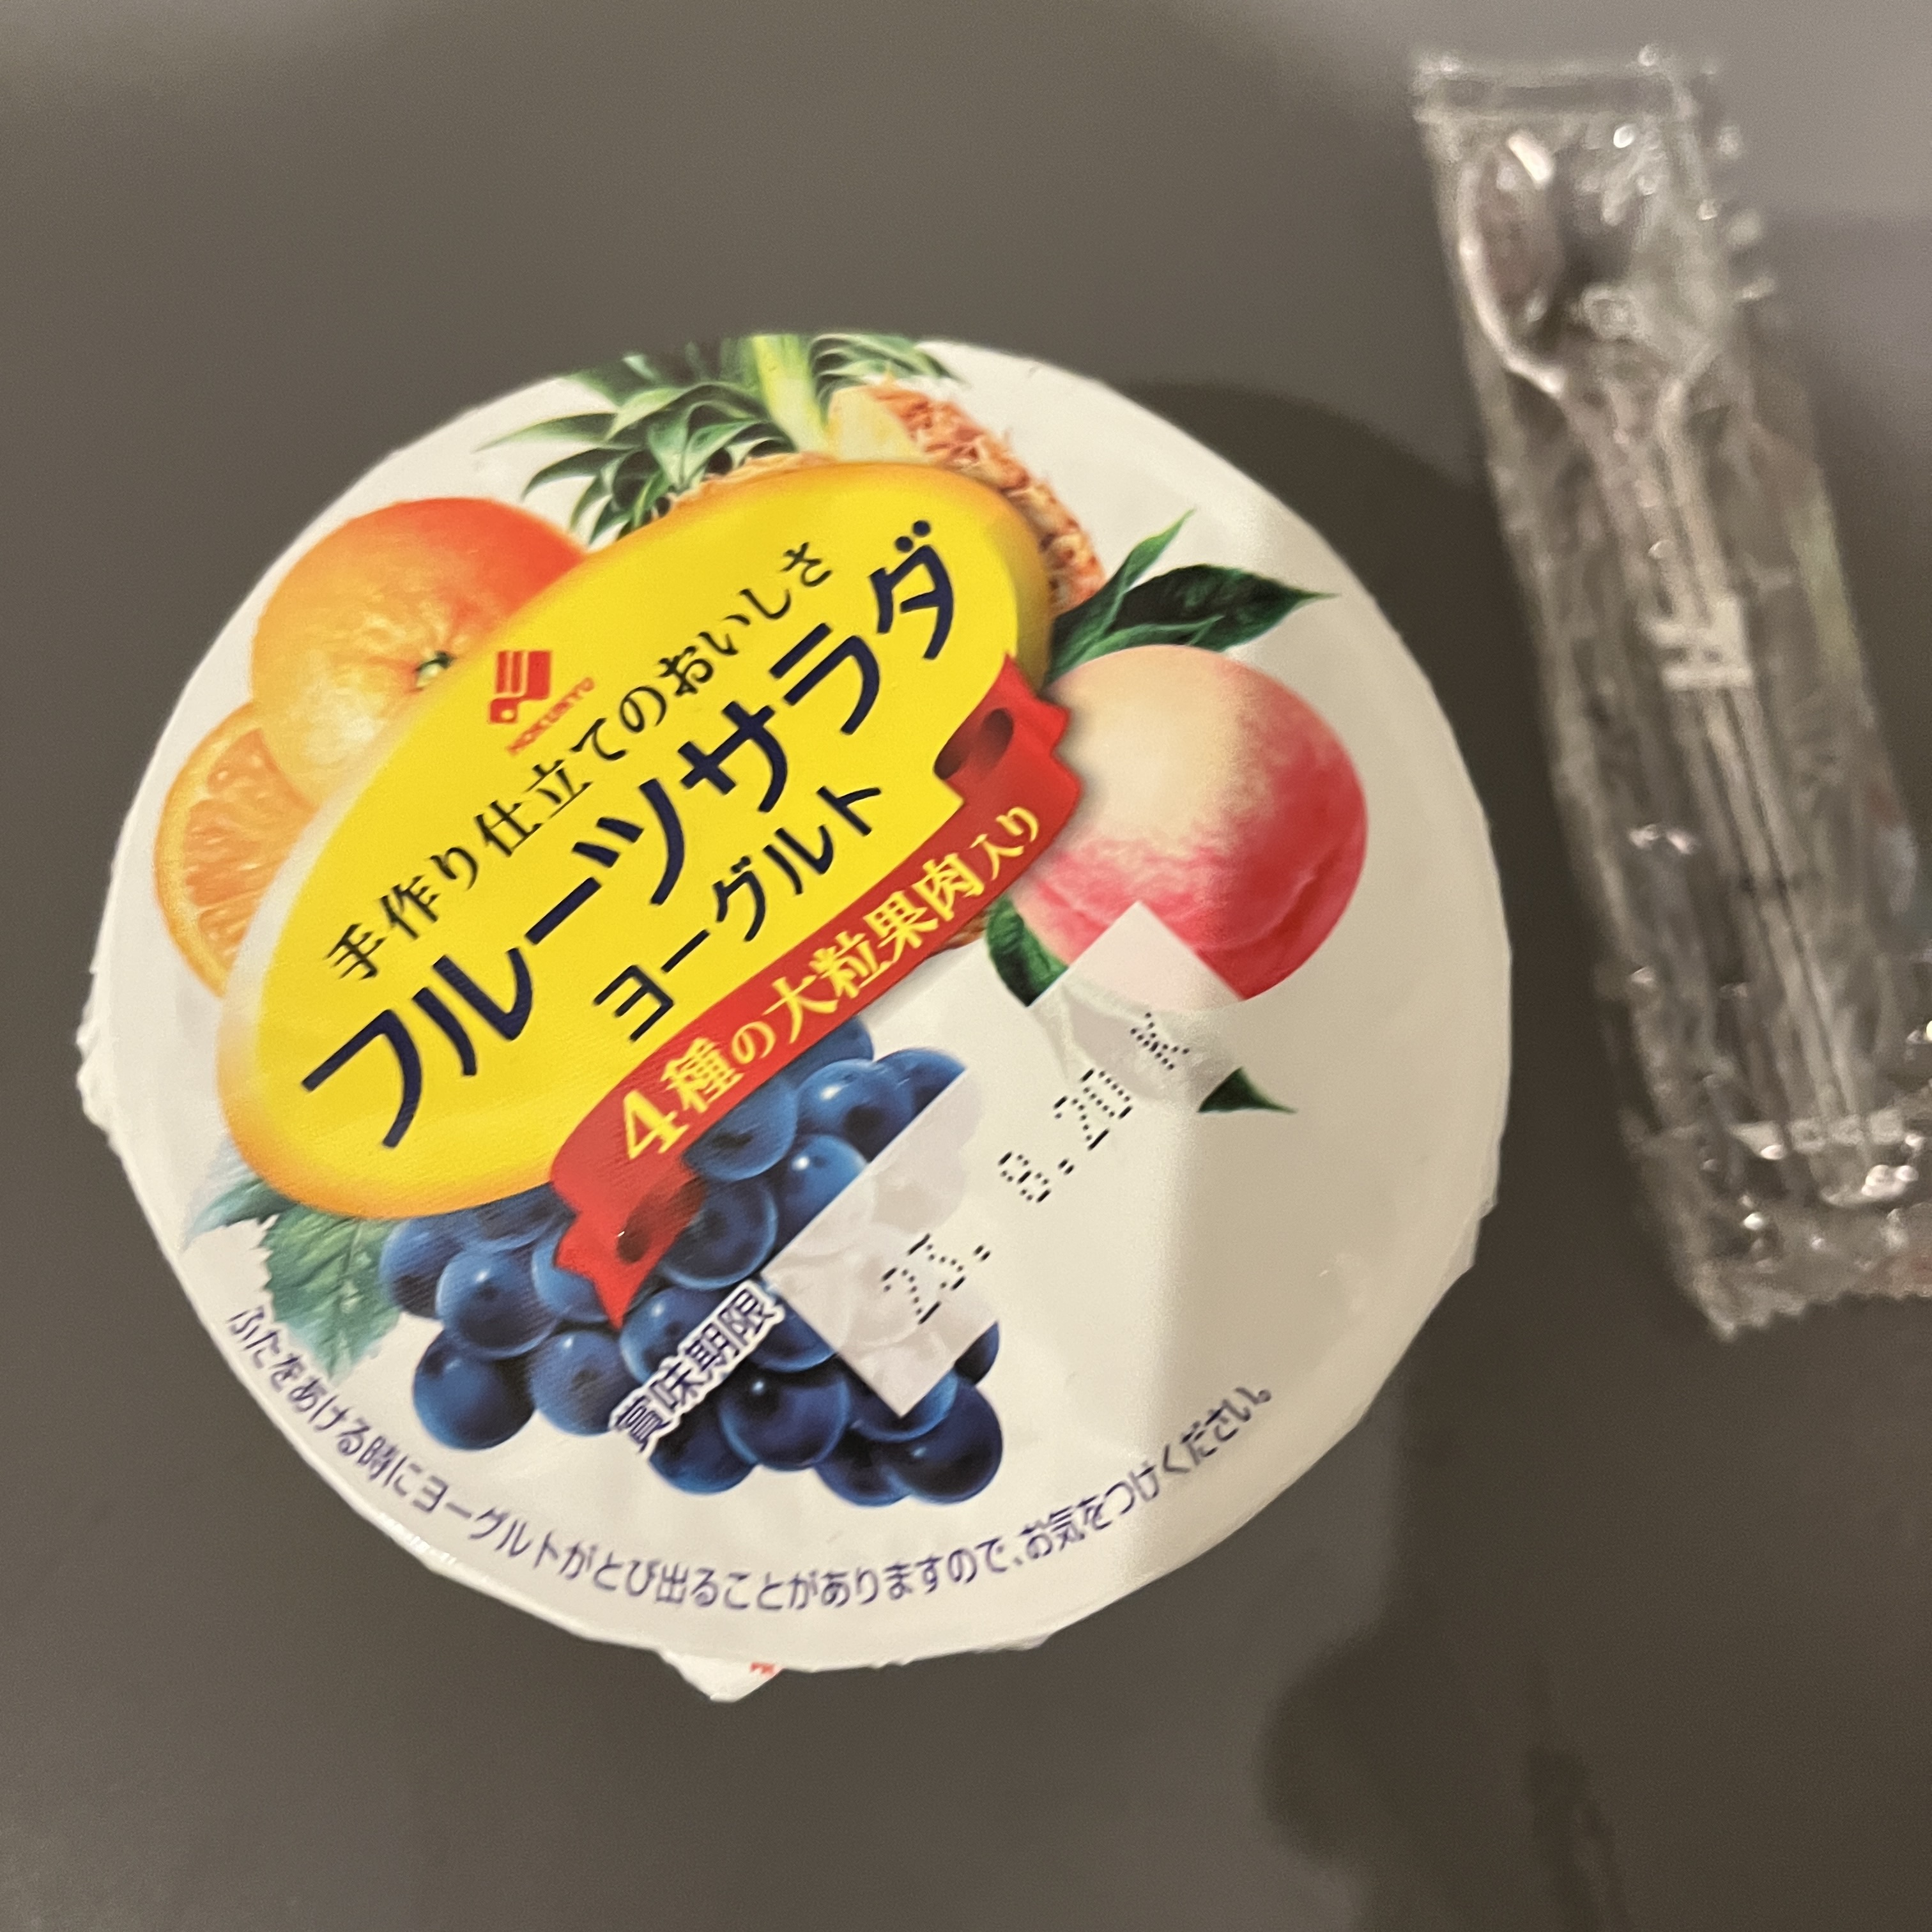 HOKUNYU
手作り仕立てのおいしさ
フルーツサラダ
ヨーグルト
4種の大粒果肉入り
賞味期限
23. 8.20 K
ふたをあける時にヨーグルトがとび出ることがありますので、お気をつけください。